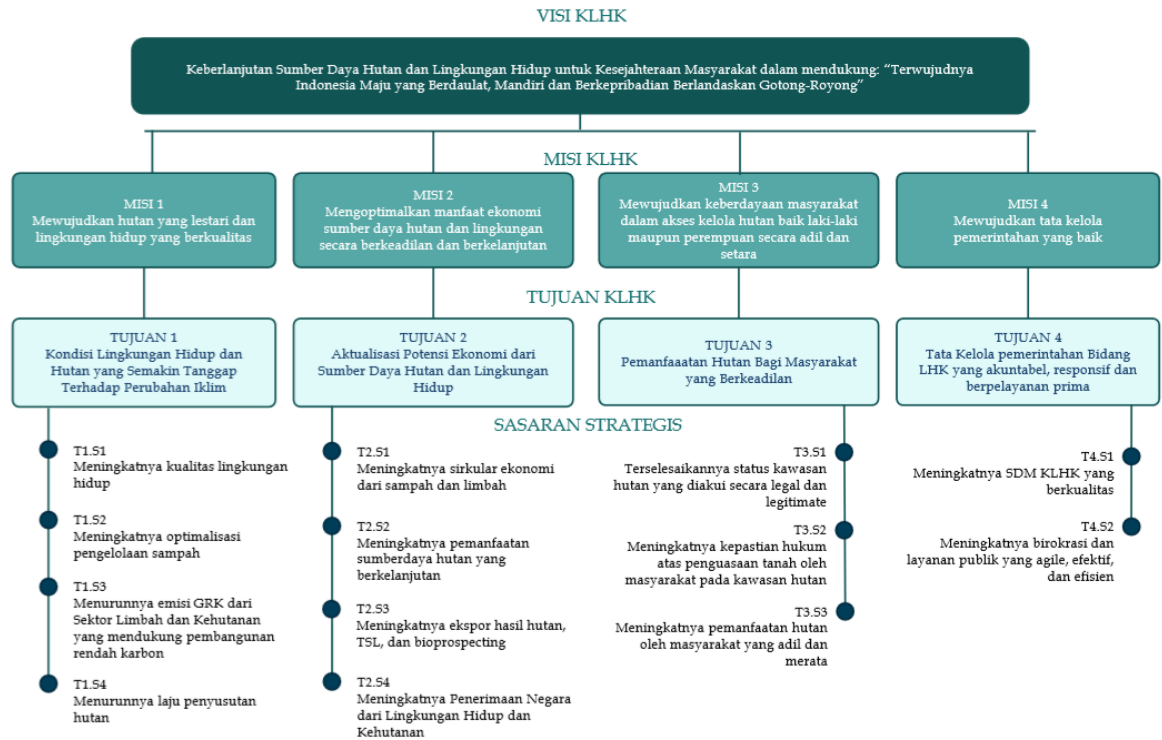 VISI KLHK
Keberlanjutan Sumber Daya Hutan dan Lingkungan Hidup untuk Kesejahteraan Masyarakat dalam mendukung: “Terwujudnya
Indonesia Maju yang Berdaulat, Mandiri dan Berkepribadian Berlandaskan Gotong-Royong”
MISI KLHK
MISI 1
Mewujudkan hutan yang lestari dan
lingkungan hidup yang berkualitas
MISI 2
Mengoptimalkan manfaat ekonomi
sumber daya hutan dan lingkungan
secara berkeadilan dan berkelanjutan
MISI 3
Mewujudkan keberdayaan masyarakat
dalam akses kelola hutan baik laki-laki
maupun perempuan secara adil dan
setara
MISI 4
Mewujudkan tata kelola
pemerintahan yang baik
TUJUAN KLHK
TUJUAN 1
Kondisi Lingkungan Hidup dan
Hutan yang Semakin Tanggap
Terhadap Perubahan Iklim
TUJUAN 2
Aktualisasi Potensi Ekonomi dari
Sumber Daya Hutan dan Lingkungan
Hidup
TUJUAN 3
Pemanfaaatan Hutan Bagi Masyarakat
yang Berkeadilan
TUJUAN 4
Tata Kelola pemerintahan Bidang
LHK yang akuntabel, responsif dan
berpelayanan prima
SASARAN STRATEGIS
T1.S1
Meningkatnya kualitas lingkungan
hidup
T1.S2
Meningkatnya optimalisasi
pengelolaan sampah
T1.S3
Menurunnya emisi GRK dari
Sektor Limbah dan Kehutanan
yang mendukung pembangunan
rendah karbon
T1.S4
Menurunnya laju penyusutan
hutan
T2.S1
Meningkatnya sirkular ekonomi
dari sampah dan limbah
T2.S2
Meningkatnya pemanfaatan
sumberdaya hutan yang
berkelanjutan
T2.S3
Meningkatnya ekspor hasil hutan,
TSL, dan bioprospecting
T2.S4
Meningkatnya Penerimaan Negara
dari Lingkungan Hidup dan
Kehutanan
T3.S1
Terselesaikannya status kawasan
hutan yang diakui secara legal dan
legitimate
T3.S2
Meningkatnya kepastian hukum
atas penguasaan tanah oleh
masyarakat pada kawasan hutan
T3.S3
Meningkatnya pemanfaatan hutan
oleh masyarakat yang adil dan
merata
T4.S1
Meningkatnya SDM KLHK yang
berkualitas
T4.S2
Meningkatnya birokrasi dan
layanan publik yang agile, efektif,
dan efisien